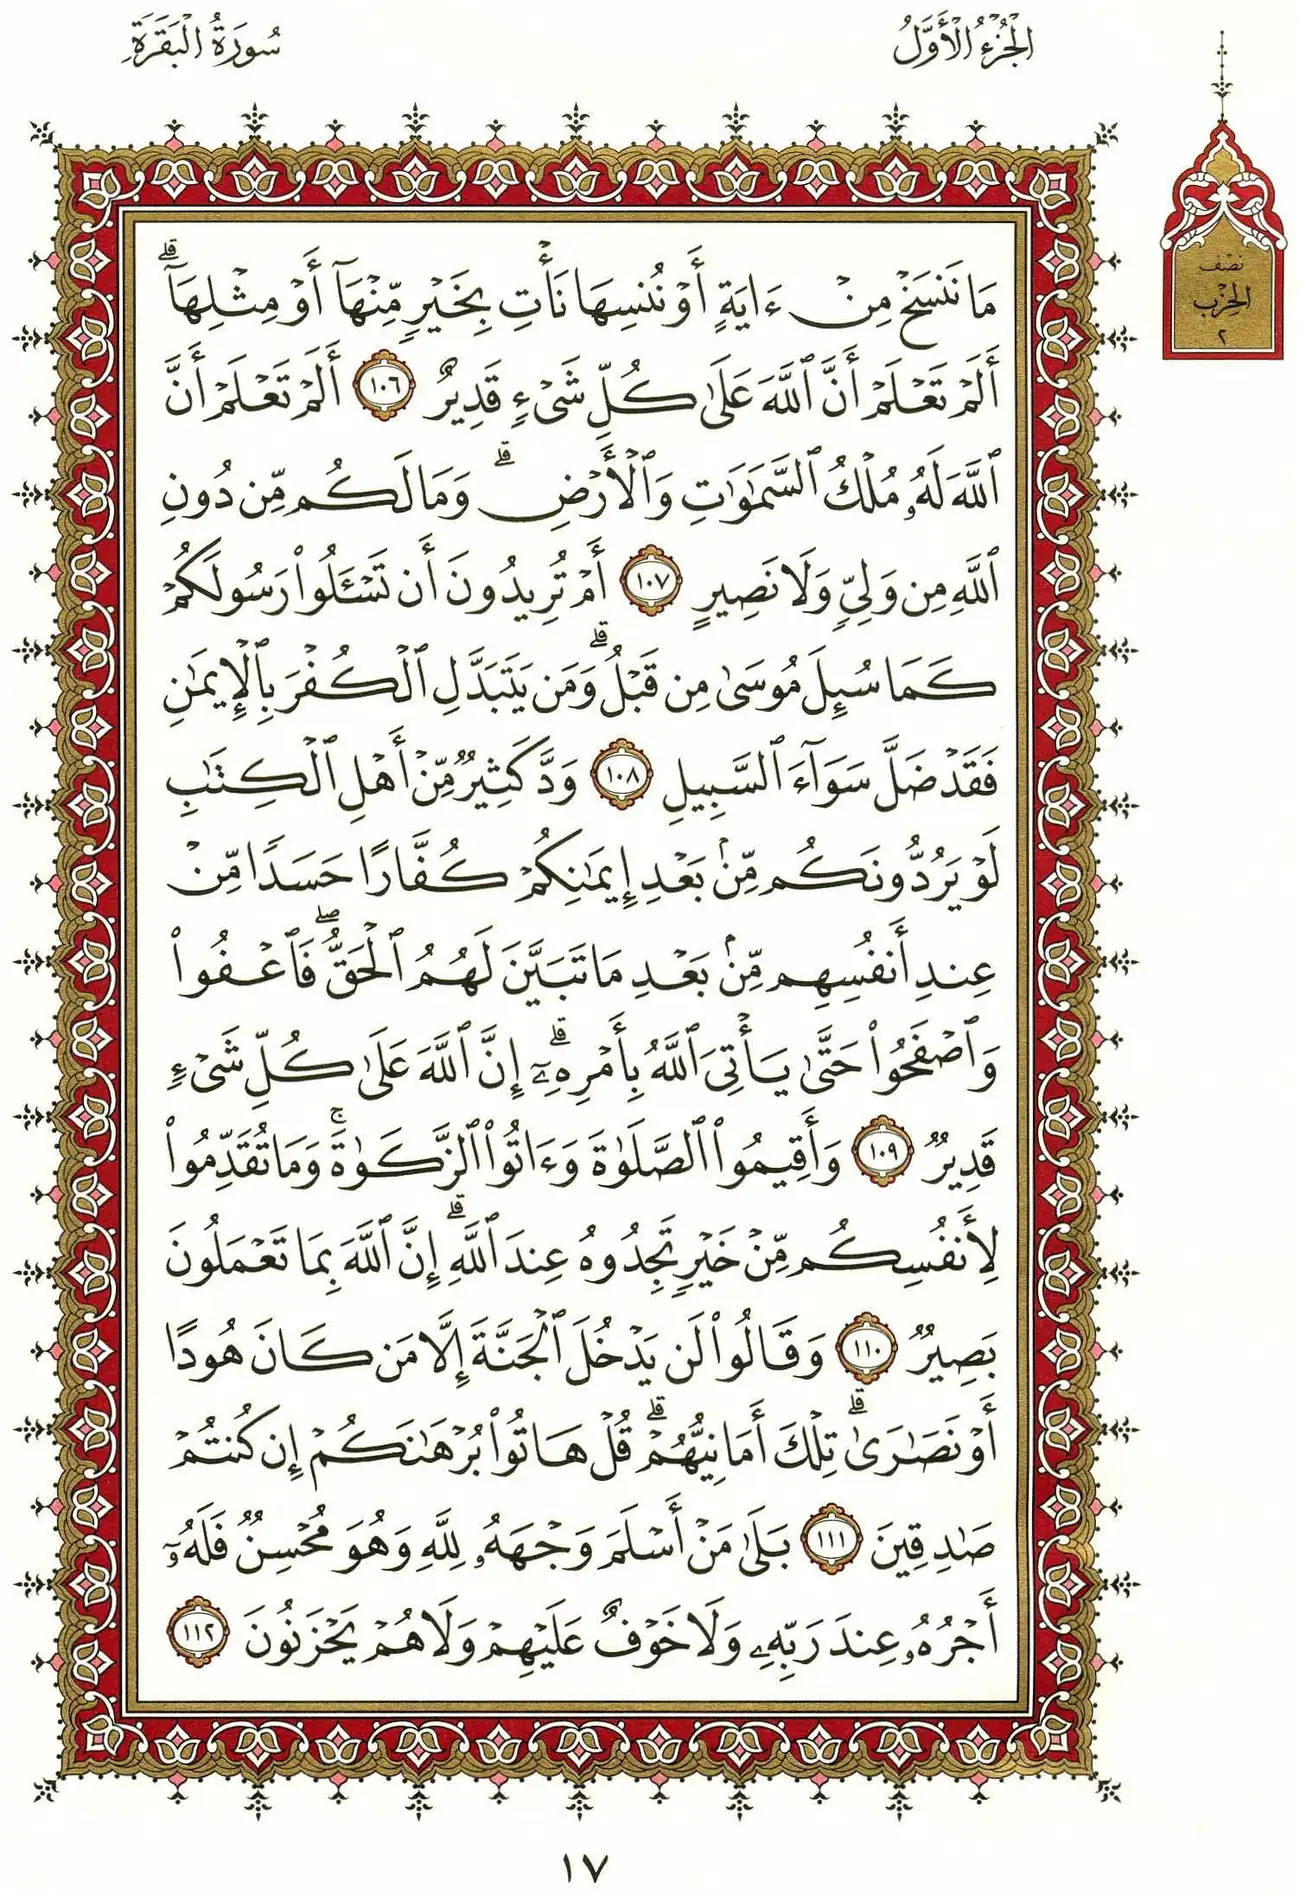 الجزء الأول
سورة البقرة
نصف
الحزب
٢
مَا نَنسَخۡ مِنۡ ءَايَةٍ أَوۡ نُنسِهَا نَأۡتِ بِخَيۡرٖ مِّنۡهَآ أَوۡ مِثۡلِهَآۗ
أَلَمۡ تَعۡلَمۡ أَنَّ ٱللَّهَ عَلَىٰ كُلِّ شَيۡءٖ قَدِيرٌ ١٠٦ أَلَمۡ تَعۡلَمۡ أَنَّ
ٱللَّهَ لَهُۥ مُلۡكُ ٱلسَّمَٰوَٰتِ وَٱلۡأَرۡضِۗ وَمَا لَكُم مِّن دُونِ
ٱللَّهِ مِن وَلِيّٖ وَلَا نَصِيرٍ ١٠٧ أَمۡ تُرِيدُونَ أَن تَسۡـَٔلُواْ رَسُولَكُمۡ
كَمَا سُئِلَ مُوسَىٰ مِن قَبۡلُۗ وَمَن يَتَبَدَّلِ ٱلۡكُفۡرَ بِٱلۡإِيمَٰنِ
فَقَدۡ ضَلَّ سَوَآءَ ٱلسَّبِيلِ ١٠٨ وَدَّ كَثِيرٞ مِّنۡ أَهۡلِ ٱلۡكِتَٰبِ
لَوۡ يَرُدُّونَكُم مِّنۢ بَعۡدِ إِيمَٰنِكُمۡ كُفَّارًا حَسَدٗا مِّنۡ
عِندِ أَنفُسِهِم مِّنۢ بَعۡدِ مَا تَبَيَّنَ لَهُمُ ٱلۡحَقُّۖ فَٱعۡفُواْ
وَٱصۡفَحُواْ حَتَّىٰ يَأۡتِيَ ٱللَّهُ بِأَمۡرِهِۦٓۗ إِنَّ ٱللَّهَ عَلَىٰ كُلِّ شَيۡءٖ
قَدِيرٞ ١٠٩ وَأَقِيمُواْ ٱلصَّلَوٰةَ وَءَاتُواْ ٱلزَّكَوٰةَۚ وَمَا تُقَدِّمُواْ
لِأَنفُسِكُم مِّنۡ خَيۡرٖ تَجِدُوهُ عِندَ ٱللَّهِۗ إِنَّ ٱللَّهَ بِمَا تَعۡمَلُونَ
بَصِيرٞ ١١٠ وَقَالُواْ لَن يَدۡخُلَ ٱلۡجَنَّةَ إِلَّا مَن كَانَ هُودًا
أَوۡ نَصَٰرَىٰۗ تِلۡكَ أَمَانِيُّهُمۡۗ قُلۡ هَاتُواْ بُرۡهَٰنَكُمۡ إِن كُنتُمۡ
صَٰدِقِينَ ١١١ بَلَىٰ مَنۡ أَسۡلَمَ وَجۡهَهُۥ لِلَّهِ وَهُوَ مُحۡسِنٞ فَلَهُۥٓ
أَجۡرُهُۥ عِندَ رَبِّهِۦ وَلَا خَوۡفٌ عَلَيۡهِمۡ وَلَا هُمۡ يَحۡزَنُونَ ١١٢
١٧